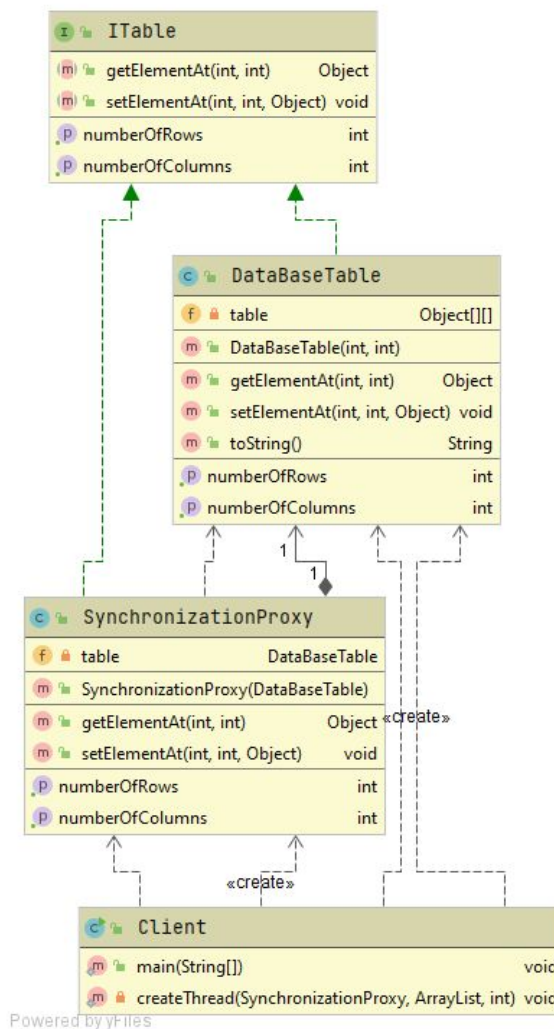 I ITable
m getElementAt(int, int) Object
m setElementAt(int, int, Object) void
p numberOfRows int
p numberOfColumns int
c DataBaseTable
f table Object[][]
m DataBaseTable(int, int)
m getElementAt(int, int) Object
m setElementAt(int, int, Object) void
m toString() String
p numberOfRows int
p numberOfColumns int
1
1
c SynchronizationProxy
f table DataBaseTable
m SynchronizationProxy(DataBaseTable)
m getElementAt(int, int) Object
m setElementAt(int, int, Object) void
p numberOfRows int
p numberOfColumns int
«create»
«create»
c Client
m main(String[]) void
m createThread(SynchronizationProxy, ArrayList, int) void
Powered by yFiles